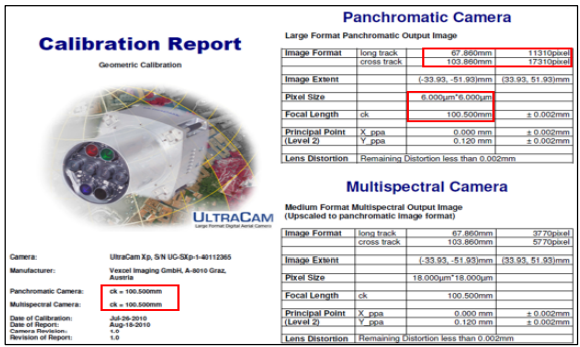 Calibration Report
Geometric Calibration
ULTRACAM
Large Format Digital Aerial Camera
Camera: UltraCam Xp, S/N UC-SXp-1-40112365
Manufacturer: Vexcel Imaging GmbH, A-8010 Graz,
Austria
Panchromatic Camera: ck = 100.500mm
Multispectral Camera: ck = 100.500mm
Date of Calibration: Jul-26-2010
Date of Report: Aug-18-2010
Camera Revision: 1.0
Revision of Report: 1.0
Panchromatic Camera
Large Format Panchromatic Output Image
Image Format long track 67.860mm 11310pixel
cross track 103.860mm 17310pixel
Image Extent (-33.93, -51.93)mm (33.93, 51.93)mm
Pixel Size 6.000µm*6.000µm
Focal Length ck 100.500mm ± 0.002mm
Principal Point X_ppa 0.000 mm ± 0.002mm
(Level 2) Y_ppa 0.120 mm ± 0.002mm
Lens Distortion Remaining Distortion less than 0.002mm
Multispectral Camera
Medium Format Multispectral Output Image
(Upscaled to panchromatic image format)
Image Format long track 67.860mm 3770pixel
cross track 103.860mm 5770pixel
Image Extent (-33.93, -51.93)mm (33.93, 51.93)mm
Pixel Size 18.000µm*18.000µm
Focal Length ck 100.500mm
Principal Point X_ppa 0.000 mm ± 0.002mm
(Level 2) Y_ppa 0.120 mm ± 0.002mm
Lens Distortion Remaining Distortion less than 0.002mm